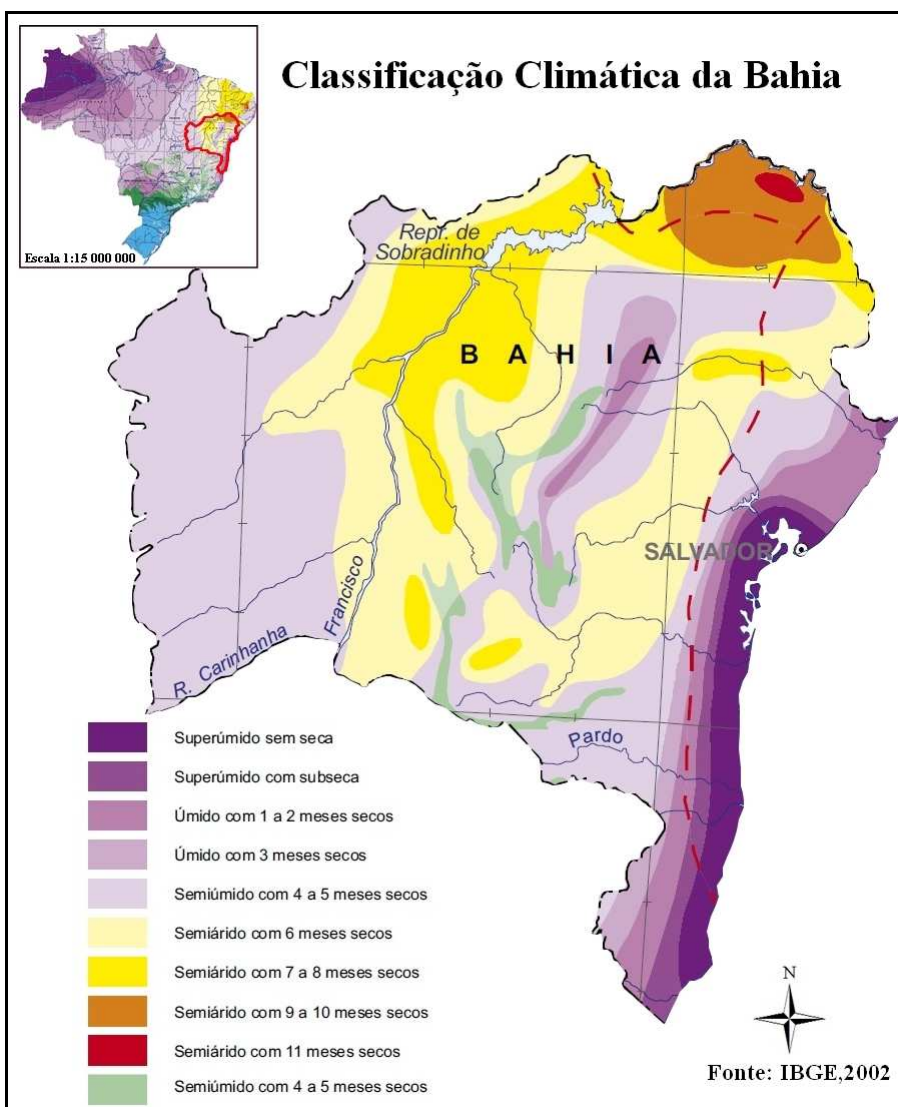 Classificação Climática da Bahia
Escala 1:15 000 000
Repr. de
Sobradinho
B A H I A
SALVADOR
Francisco
R. Carinhanha
Pardo
Superúmido sem seca
Superúmido com subseca
Úmido com 1 a 2 meses secos
Úmido com 3 meses secos
Semiúmido com 4 a 5 meses secos
Semiárido com 6 meses secos
Semiárido com 7 a 8 meses secos
Semiárido com 9 a 10 meses secos
Semiárido com 11 meses secos
Semiúmido com 4 a 5 meses secos
N
Fonte: IBGE,2002